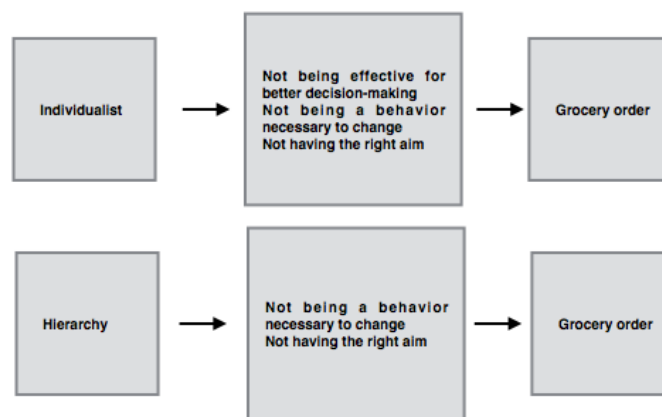 Individualist
Not being effective for
better decision-making
Not being a behavior
necessary to change
Not having the right aim
Grocery order
Hierarchy
Not being a behavior
necessary to change
Not having the right aim
Grocery order